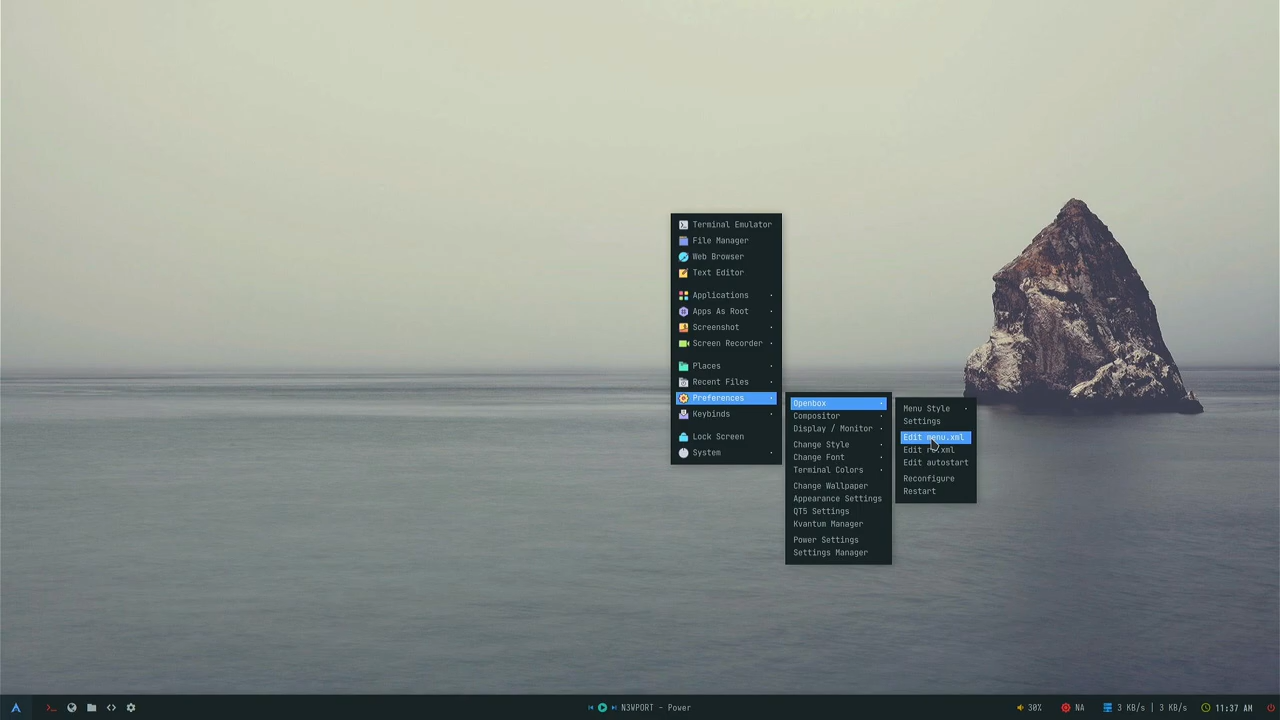 Terminal Emulator
File Manager
Web Browser
Text Editor
Applications
Apps As Root
Screenshot
Screen Recorder
Places
Recent Files
Preferences
Keybinds
Lock Screen
System
Openbox
Compositor
Display / Monitor
Change Style
Change Font
Terminal Colors
Change Wallpaper
Appearance Settings
QT5 Settings
Kvantum Manager
Power Settings
Settings Manager
Menu Style
Settings
Edit menu.xml
Edit rc.xml
Edit autostart
Reconfigure
Restart
N3WPORT - Power
30%
NA
3 KB/s | 3 KB/s
11:37 AM